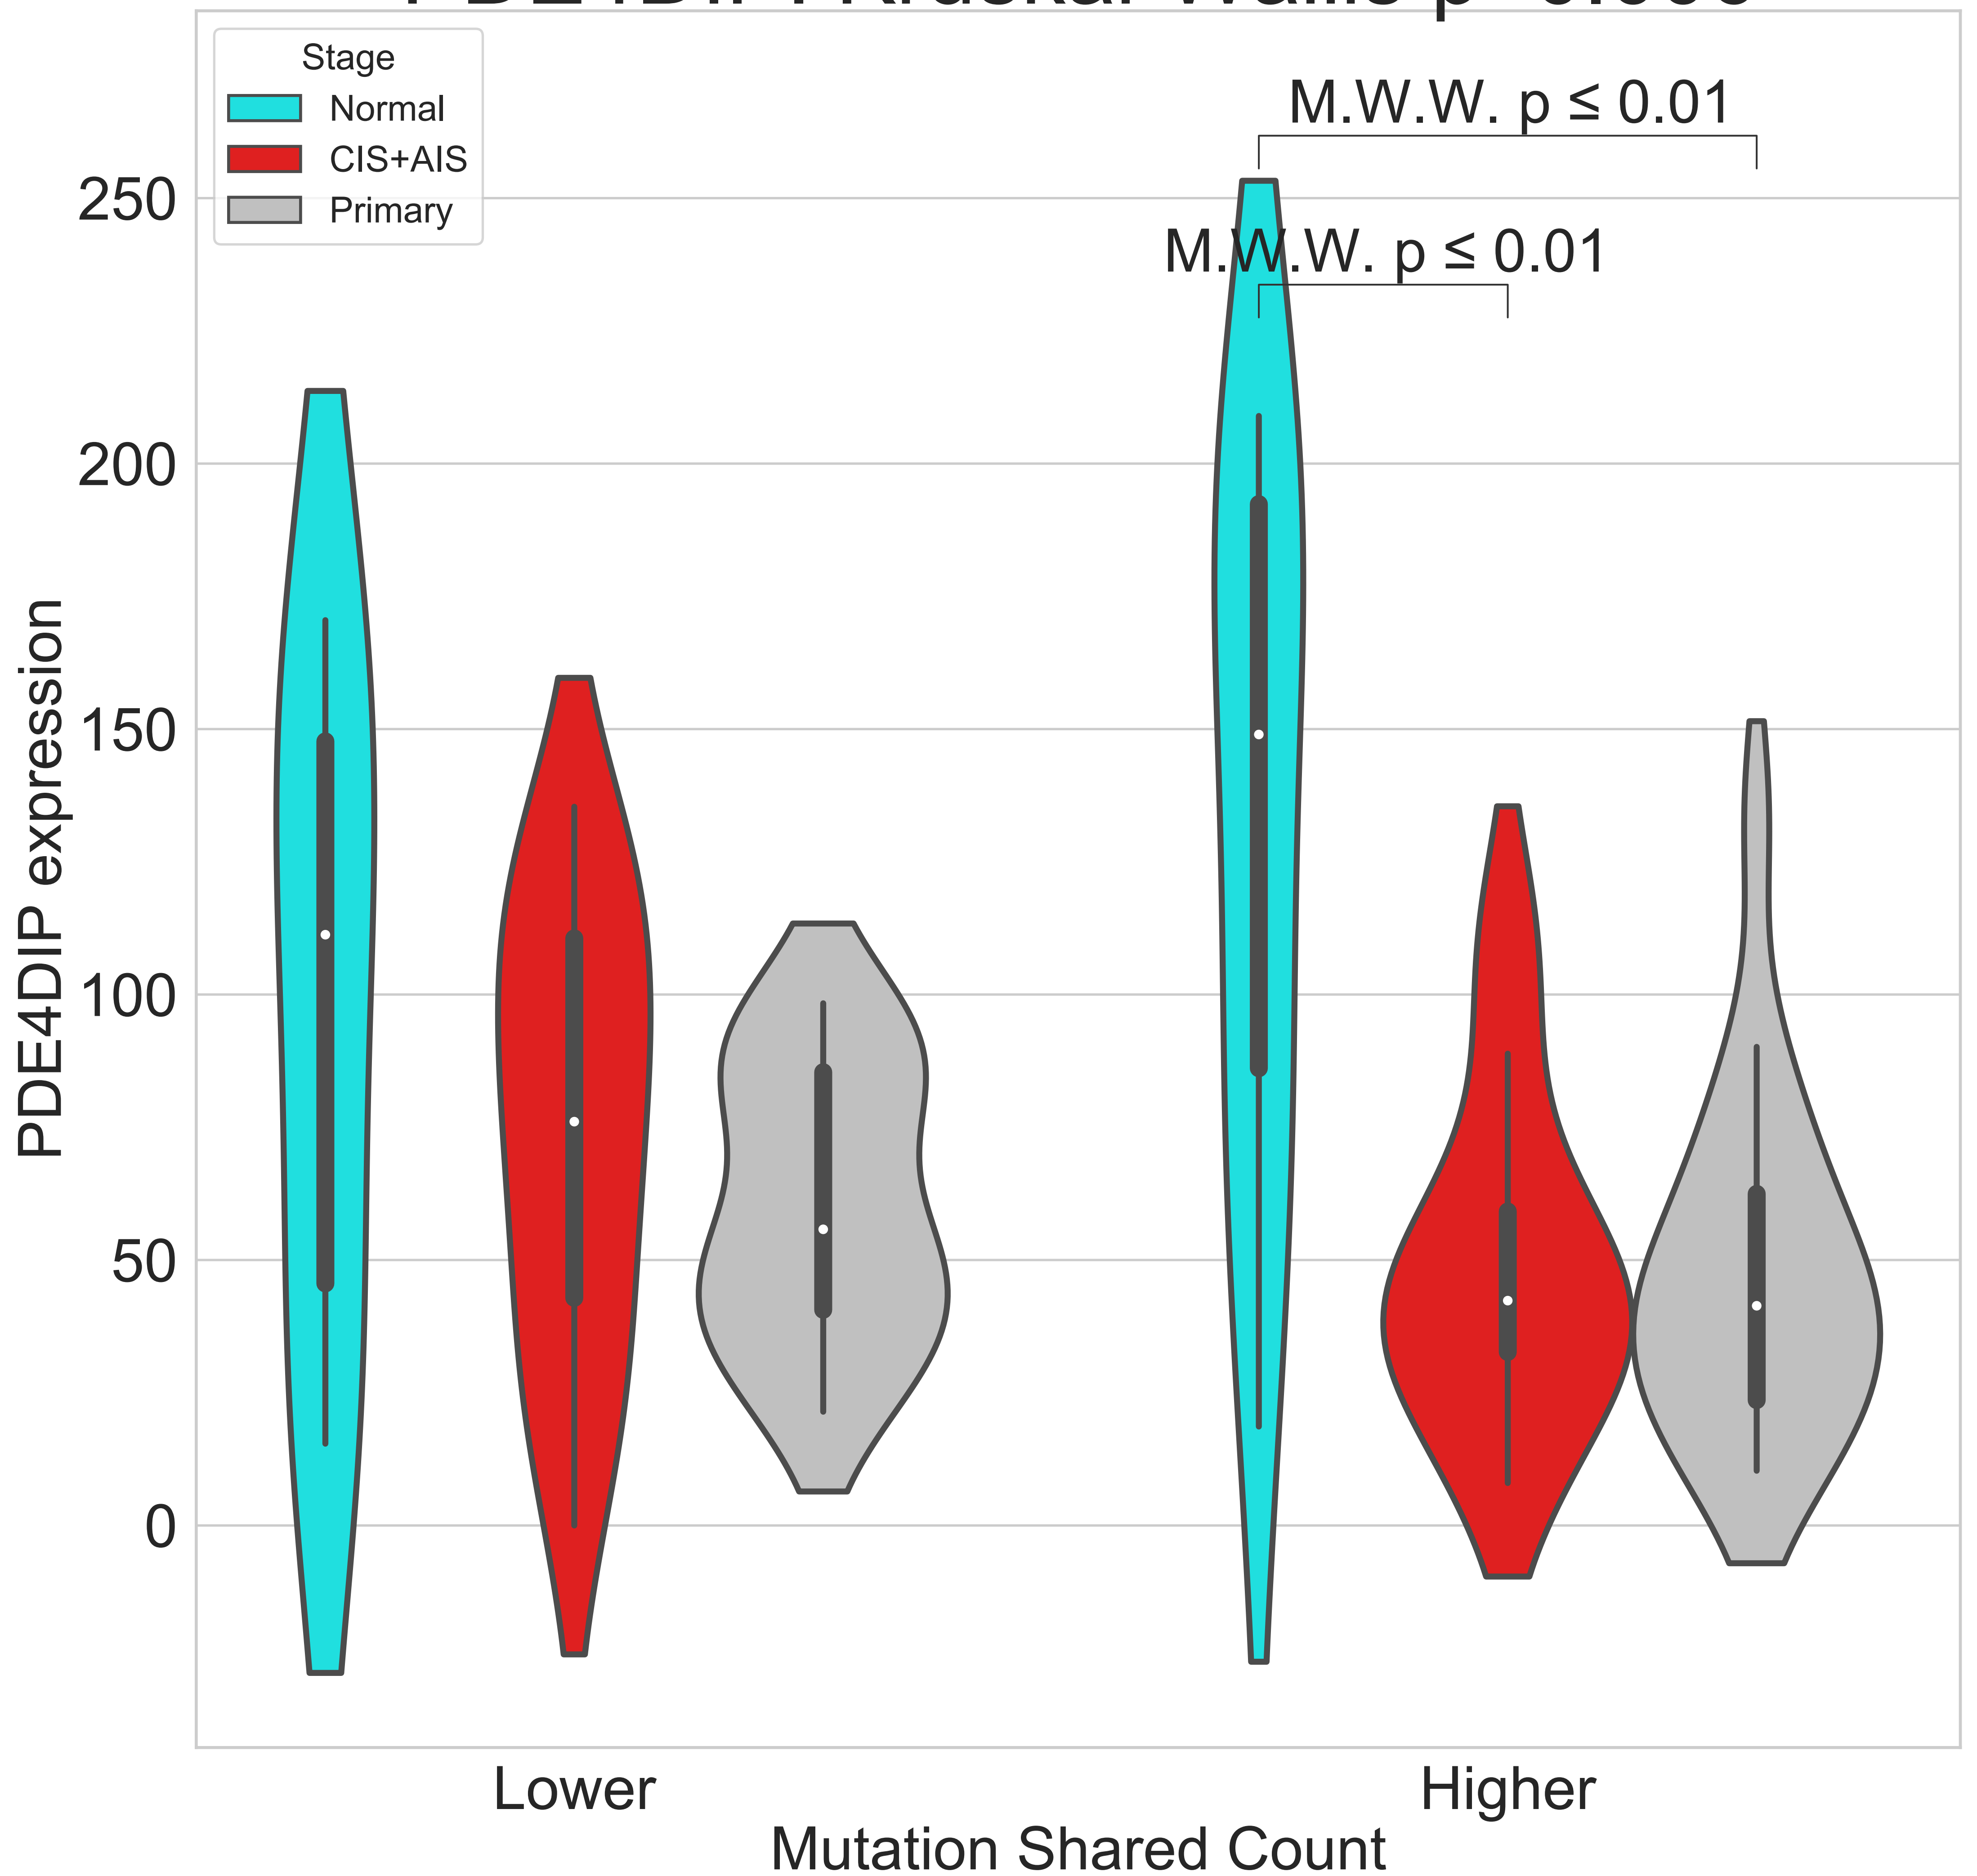 Stage
Normal
CIS+AIS
Primary
M.W.W. p ≤ 0.01
M.W.W. p ≤ 0.01
250
200
150
100
50
0
PDE4DIP expression
Lower
Higher
Mutation Shared Count